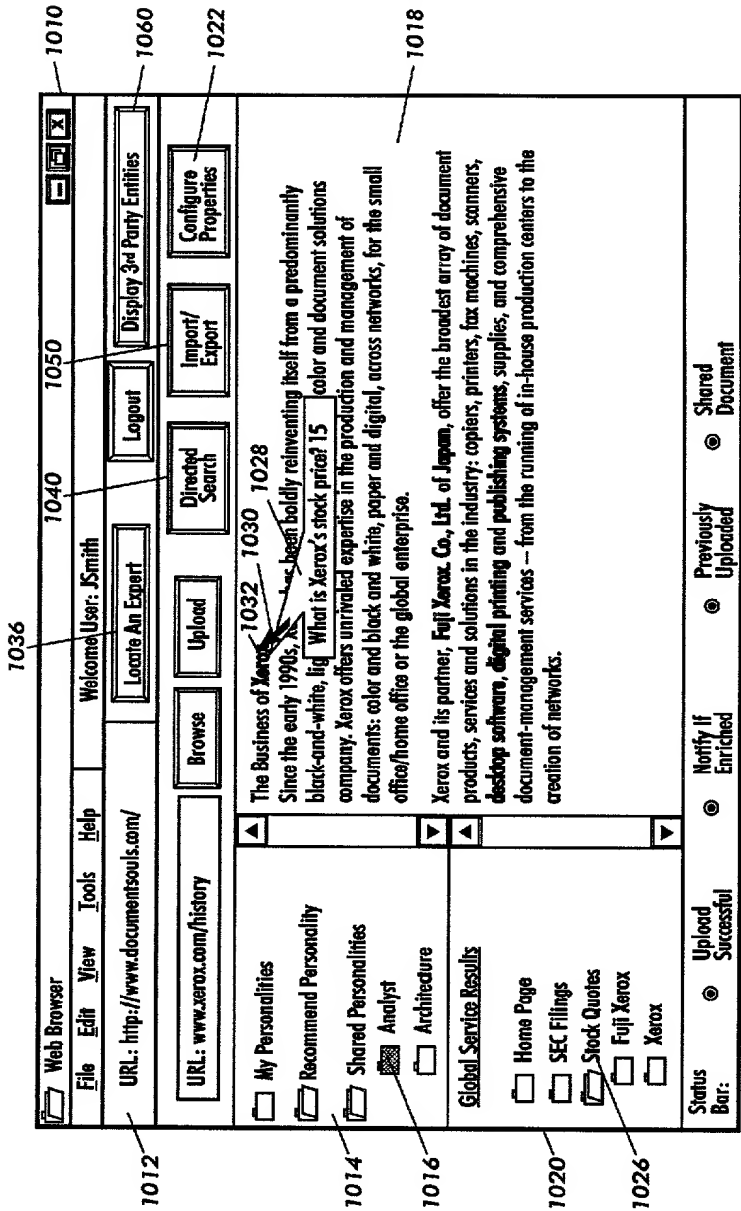 1010
Web Browser
File Edit View Tools Help
Welcome User: JSmith
1012
URL: http://www.documentsouls.com/
1036
Locate An Expert
Logout
Display 3rd Party Entities
1060
URL: www.xerox.com/history
Browse
Upload
1040
Directed
Search
1050
Import/
Export
Configure
Properties
1022
1014
My Personalities
Recommend Personality
Shared Personalities
Analyst
1016
Architecture
1020
Global Service Results
Home Page
SEC Filings
Stock Quotes
1026
Fuji Xerox
Xerox
1018
1032
1030
1028
The Business of Xerox
Since the early 1990s, has been boldly reinventing itself from a predominantly
black-and-white, lig color and document solutions
What is Xerox's stock price? 15
company. Xerox offers unrivaled expertise in the production and management of
documents: color and black and white, paper and digital, across networks, for the small
office/home office or the global enterprise.
Xerox and its partner, Fuji Xerox. Co., Ltd. of Japan, offer the broadest array of document
products, services and solutions in the industry: copiers, printers, fax machines, scanners,
desktop software, digital printing and publishing systems, supplies, and comprehensive
document-management services — from the running of in-house production centers to the
creation of networks.
Status
Bar:
Upload
Successful
Notify If
Enriched
Previously
Uploaded
Shared
Document